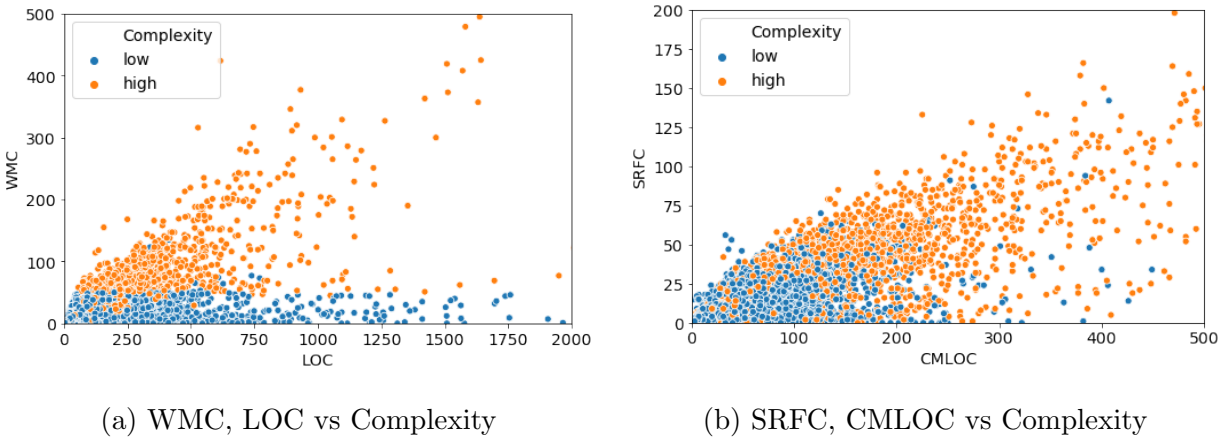 500
400
300
200
100
0
WMC
Complexity
low
high
0 250 500 750 1000 1250 1500 1750 2000
LOC
200
175
150
125
100
75
50
25
0
SRFC
Complexity
low
high
0 100 200 300 400 500
CMLOC
(a) WMC, LOC vs Complexity
(b) SRFC, CMLOC vs Complexity